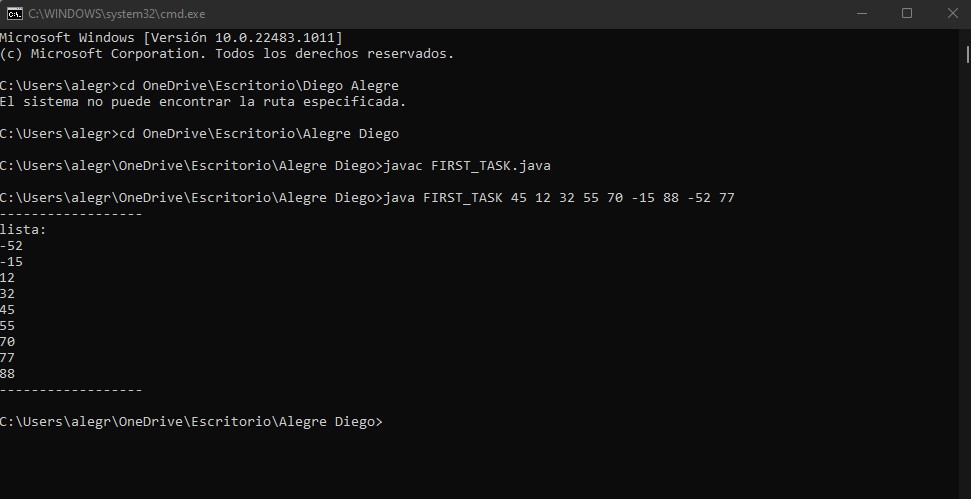 C:\WINDOWS\system32\cmd.exe
Microsoft Windows [Versión 10.0.22483.1011]
(c) Microsoft Corporation. Todos los derechos reservados.
C:\Users\alegr>cd OneDrive\Escritorio\Diego Alegre
El sistema no puede encontrar la ruta especificada.
C:\Users\alegr>cd OneDrive\Escritorio\Alegre Diego
C:\Users\alegr\OneDrive\Escritorio\Alegre Diego>javac FIRST_TASK.java
C:\Users\alegr\OneDrive\Escritorio\Alegre Diego>java FIRST_TASK 45 12 32 55 70 -15 88 -52 77
------------------
lista:
-52
-15
12
32
45
55
70
77
88
------------------
C:\Users\alegr\OneDrive\Escritorio\Alegre Diego>